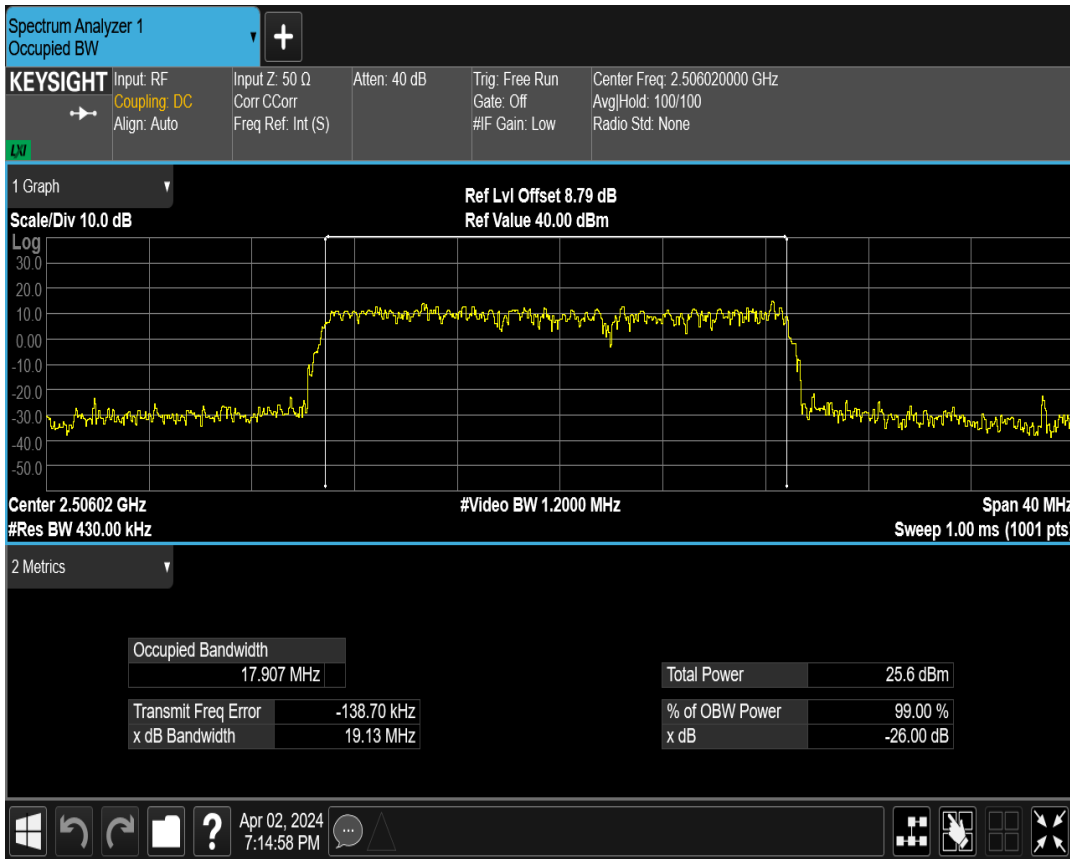 Spectrum Analyzer 1
Occupied BW
KEYSIGHT
LXI
Input: RF
Coupling: DC
Align: Auto
Input Z: 50 Ω
Corr CCorr
Freq Ref: Int (S)
Atten: 40 dB
Trig: Free Run
Gate: Off
#IF Gain: Low
Center Freq: 2.506020000 GHz
Avg|Hold: 100/100
Radio Std: None
1 Graph
Scale/Div 10.0 dB
Ref Lvl Offset 8.79 dB
Ref Value 40.00 dBm
Log
30.0
20.0
10.0
0.00
-10.0
-20.0
-30.0
-40.0
-50.0
Center 2.50602 GHz
#Video BW 1.2000 MHz
Span 40 MHz
#Res BW 430.00 kHz
Sweep 1.00 ms (1001 pts)
2 Metrics
Occupied Bandwidth
17.907 MHz
Total Power 25.6 dBm
Transmit Freq Error -138.70 kHz
% of OBW Power 99.00 %
x dB Bandwidth 19.13 MHz
x dB -26.00 dB
?
Apr 02, 2024
7:14:58 PM